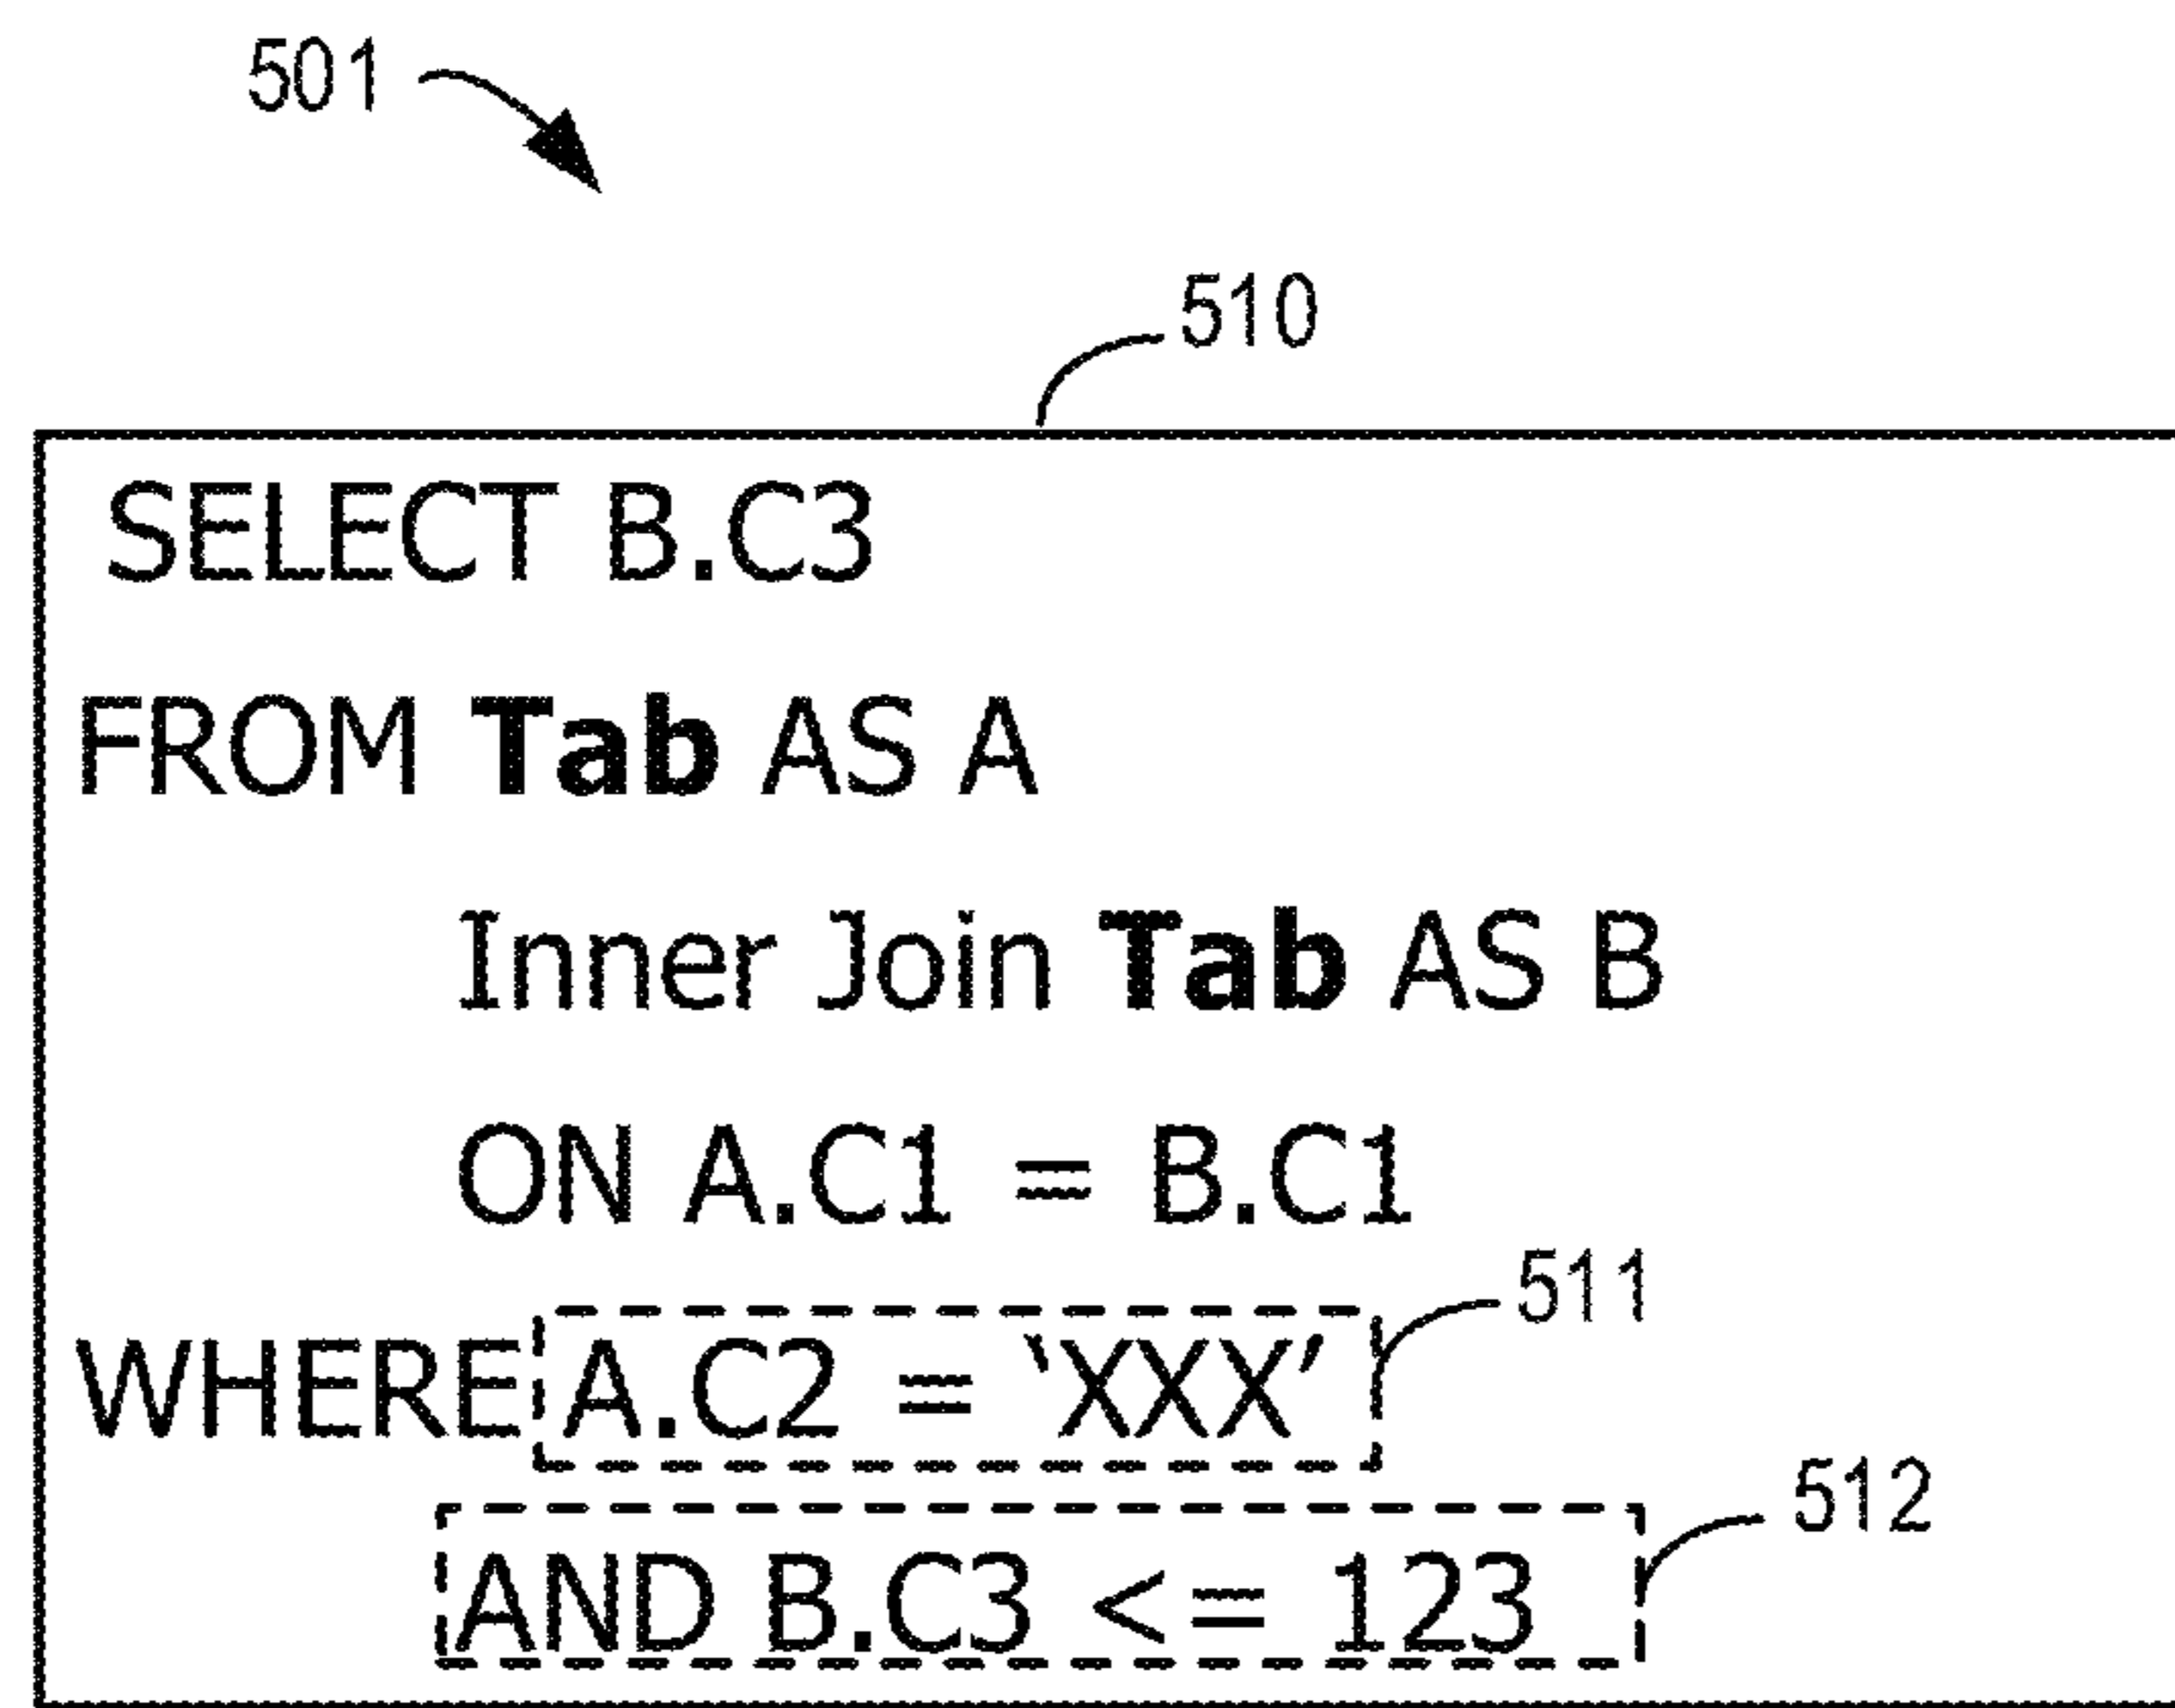 501
510
SELECT B.C3
FROM Tab AS A
Inner Join Tab AS B
ON A.C1 = B.C1
511
WHERE A.C2 = ‘XXX’
512
AND B.C3 <= 123